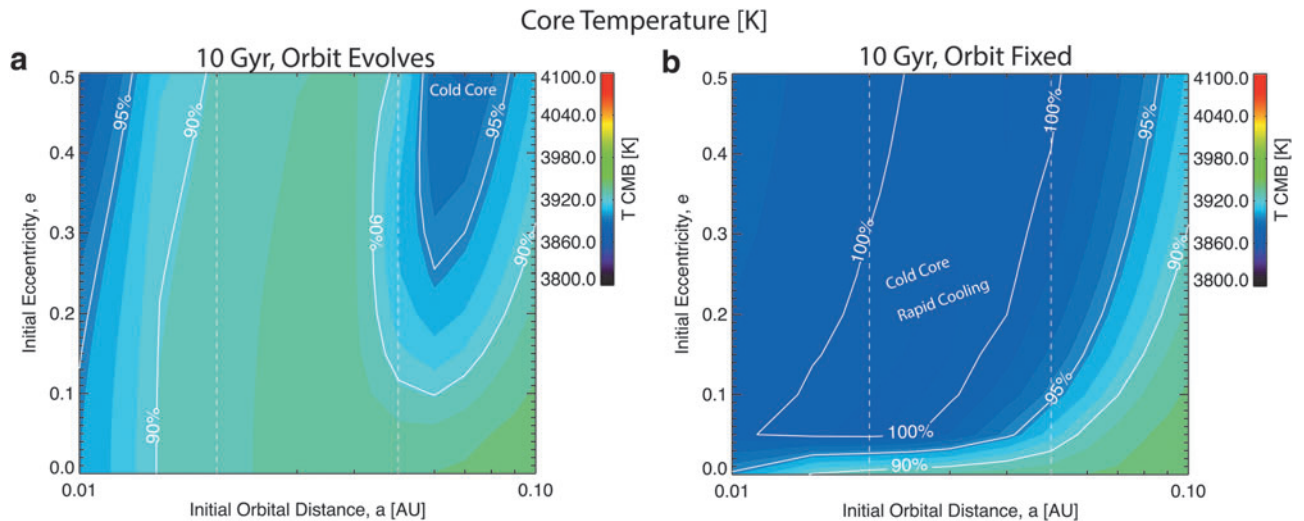 Core Temperature [K]
a
10 Gyr, Orbit Evolves
0.5
0.4
0.3
0.2
0.1
0.0
Initial Eccentricity, e
95%
90%
90%
90%
Cold Core
95%
90%
0.01
0.10
Initial Orbital Distance, a [AU]
4100.0
4040.0
3980.0
3920.0
3860.0
3800.0
T CMB [K]
b
10 Gyr, Orbit Fixed
0.5
0.4
0.3
0.2
0.1
0.0
Initial Eccentricity, e
100%
100%
95%
90%
Cold Core
Rapid Cooling
95%
100%
90%
0.01
0.10
Initial Orbital Distance, a [AU]
4100.0
4040.0
3980.0
3920.0
3860.0
3800.0
T CMB [K]